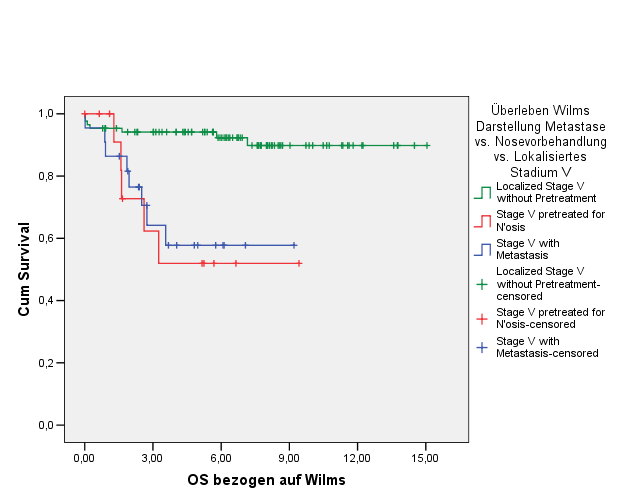 Überleben Wilms
Darstellung Metastase
vs. Nosevorbehandlung
vs. Lokalisiertes
Stadium V
Localized Stage V
without Pretreatment
Stage V pretreated for
N'osis
Stage V with
Metastasis
Localized Stage V
without Pretreatment-
censored
Stage V pretreated for
N'osis-censored
Stage V with
Metastasis-censored
Cum Survival
1,0
0,8
0,6
0,4
0,2
0,0
0,00 3,00 6,00 9,00 12,00 15,00
OS bezogen auf Wilms